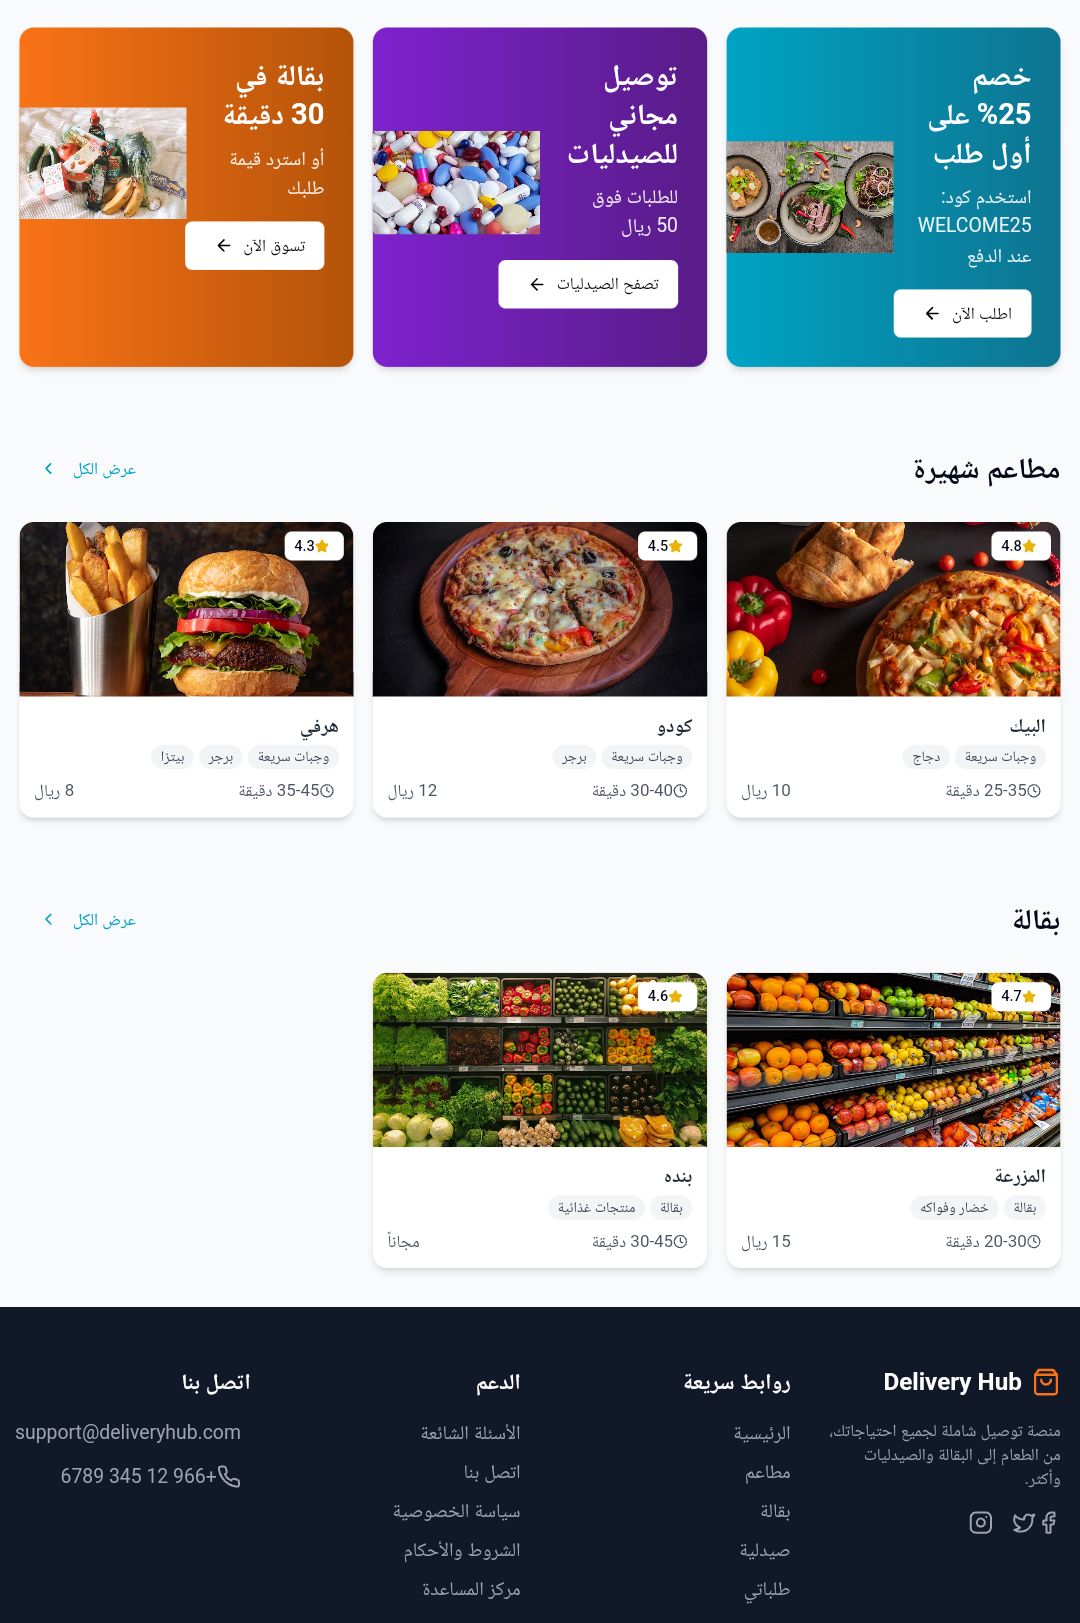 خصم
25% على
أول طلب
استخدم كود:
WELCOME25
عند الدفع
اطلب الآن
توصيل
مجاني
للصيدليات
للطلبات فوق
50 ريال
تصفح الصيدليات
بقالة في
30 دقيقة
أو استرد قيمة
طلبك
تسوق الآن
مطاعم شهيرة
عرض الكل
4.8
البيك
وجبات سريعة
دجاج
25-35 دقيقة
10 ريال
4.5
كودو
وجبات سريعة
برجر
30-40 دقيقة
12 ريال
4.3
هرفي
وجبات سريعة
برجر
بيتزا
35-45 دقيقة
8 ريال
بقالة
عرض الكل
4.7
المزرعة
بقالة
خضار وفواكه
20-30 دقيقة
15 ريال
4.6
بنده
بقالة
منتجات غذائية
30-45 دقيقة
مجاناً
Delivery Hub
منصة توصيل شاملة لجميع احتياجاتك،
من الطعام إلى البقالة والصيدليات
وأكثر.
روابط سريعة
الرئيسية
مطاعم
بقالة
صيدلية
طلباتي
الدعم
الأسئلة الشائعة
اتصل بنا
سياسة الخصوصية
الشروط والأحكام
مركز المساعدة
اتصل بنا
support@deliveryhub.com
6789 345 12 966+